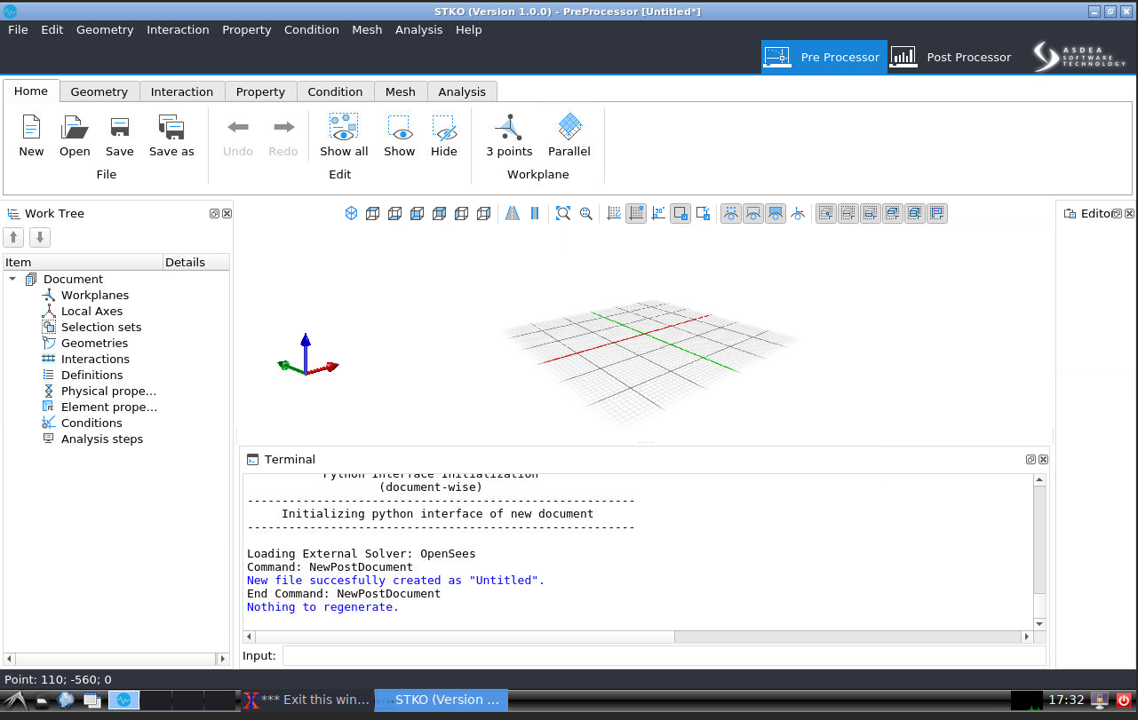 STKO (Version 1.0.0) - PreProcessor [Untitled*]
File Edit Geometry Interaction Property Condition Mesh Analysis Help
Pre Processor Post Processor ASDEA SOFTWARE TECHNOLOGY
Home Geometry Interaction Property Condition Mesh Analysis
New Open Save Save as Undo Redo Show all Show Hide 3 points Parallel
File Edit Workplane
Work Tree
Editor
Item Details
Document
Workplanes
Local Axes
Selection sets
Geometries
Interactions
Definitions
Physical prope...
Element prope...
Conditions
Analysis steps
Terminal
Python Interface Initialization
(document-wise)
--------------------------------------------------------
Initializing python interface of new document
--------------------------------------------------------
Loading External Solver: OpenSees
Command: NewPostDocument
New file succesfully created as "Untitled".
End Command: NewPostDocument
Nothing to regenerate.
Input:
Point: 110; -560; 0
*** Exit this win... STKO (Version ... 17:32